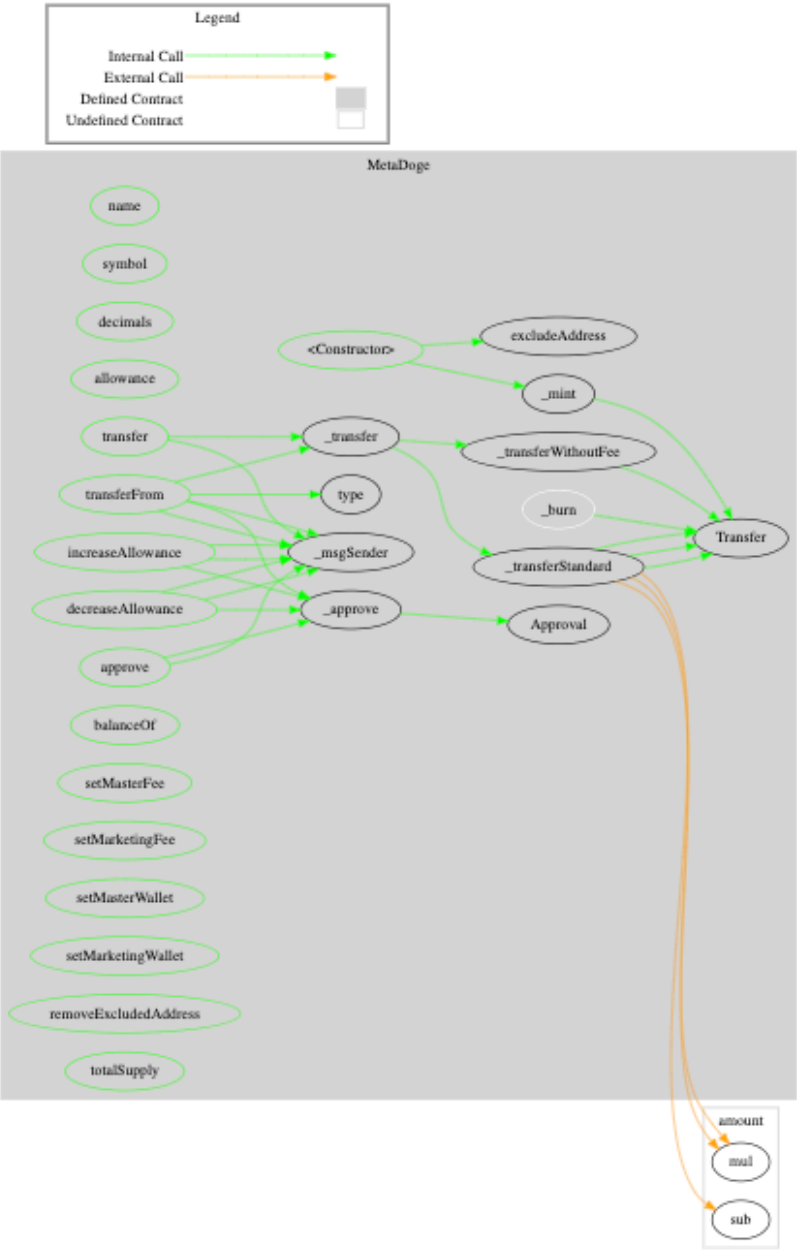 Legend
Internal Call
External Call
Defined Contract
Undefined Contract
MetaDoge
name
symbol
decimals
allowance
transfer
transferFrom
increaseAllowance
decreaseAllowance
approve
balanceOf
setMasterFee
setMarketingFee
setMasterWallet
setMarketingWallet
removeExcludedAddress
totalSupply
<Constructor>
_transfer
type
_msgSender
_approve
excludeAddress
_mint
_transferWithoutFee
_burn
_transferStandard
Approval
Transfer
amount
mul
sub